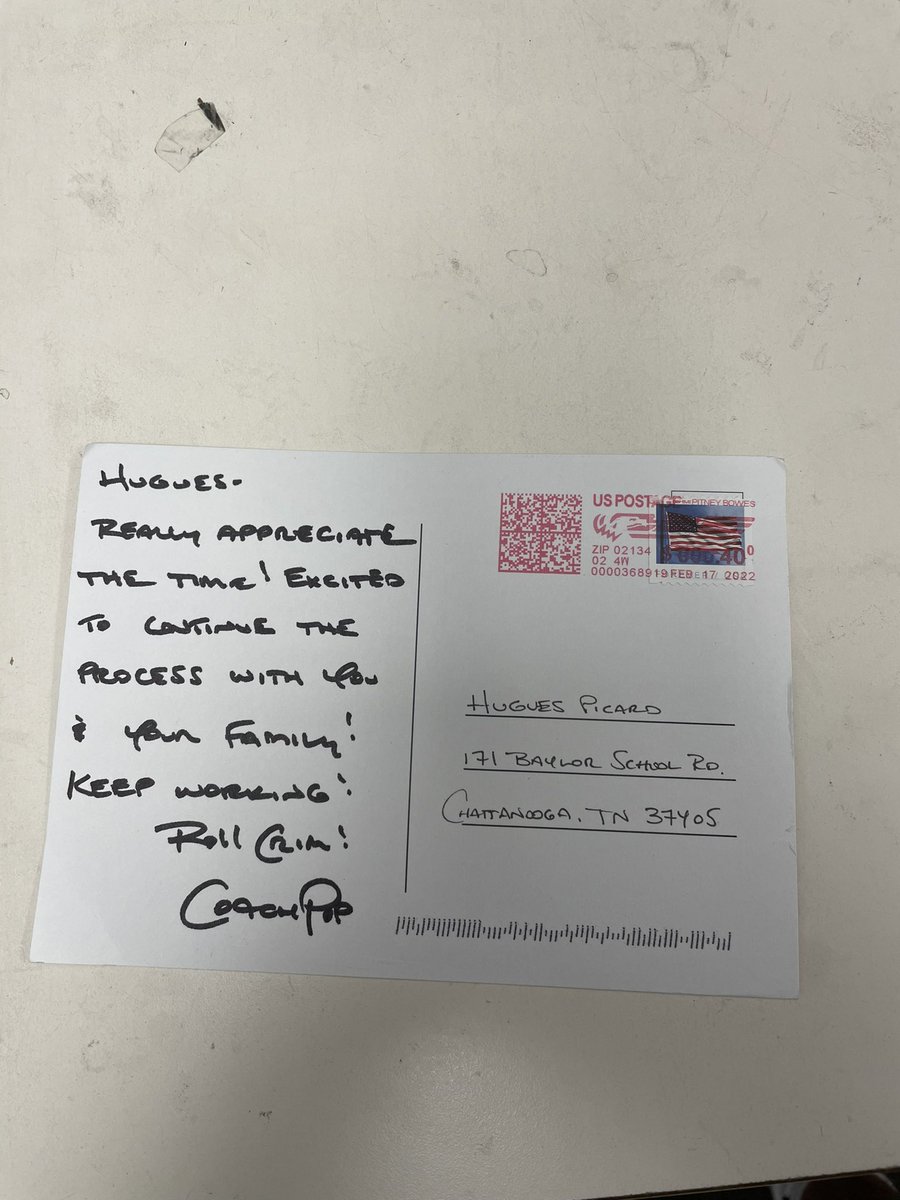 HUGUES-
REALLY APPRECIATE
THE TIME! EXCITED
TO CONTINUE THE
PROCESS WITH YOU
& YOUR FAMILY!
KEEP WORKING!
ROLL CRIM!
COACH POP
US POSTAGE PITNEY BOWES
ZIP 02134
02 4W
0000368919 FEB 17 2022
$ 000.40⁰
HUGUES PICARD
171 BAYLOR SCHOOL RD.
CHATTANOOGA, TN 37405